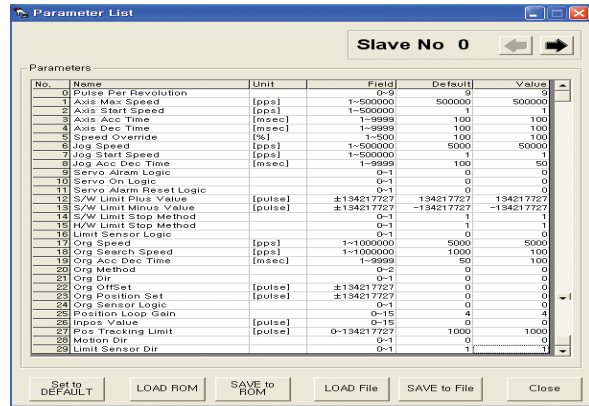 Parameter List
Slave No 0
Parameters
No. Name Unit Field Default Value
0 Pulse Per Revolution 0~9 9 9
1 Axis Max Speed [pps] 1~500000 500000 500000
2 Axis Start Speed [pps] 1~500000 1 1
3 Axis Acc Time [msec] 1~9999 100 100
4 Axis Dec Time [msec] 1~9999 100 100
5 Speed Override [%] 1~500 100 100
6 Jog Speed [pps] 1~500000 5000 50000
7 Jog Start Speed [pps] 1~500000 1 1
8 Jog Acc Dec Time [msec] 1~9999 100 50
9 Servo Alram Logic 0~1 0 0
10 Servo On Logic 0~1 0 0
11 Servo Alarm Reset Logic 0~1 0 0
12 S/W Limit Plus Value [pulse] ±134217727 134217727 134217727
13 S/W Limit Minus Value [pulse] ±134217727 -134217727 -134217727
14 S/W Limit Stop Method 0~1 1 1
15 H/W Limit Stop Method 0~1 1 1
16 Limit Sensor Logic 0~1 0 0
17 Org Speed [pps] 1~1000000 5000 50000
18 Org Search Speed [pps] 1~1000000 1000 100
19 Org Acc Dec Time [msec] 1~9999 50 100
20 Org Method 0~2 0 0
21 Org Dir 0~1 0 0
22 Org OffSet [pulse] ±134217727 0 0
23 Org Position Set [pulse] ±134217727 0 0
24 Org Sensor Logic 0~1 0 0
25 Position Loop Gain 0~15 4 4
26 Inpos Value [pulse] 0~15 0 0
27 Pos Tracking Limit [pulse] 0~134217727 1000 1000
28 Motion Dir 0~1 0 0
29 Limit Sensor Dir 0~1 1 1
Set to DEFAULT LOAD ROM SAVE to ROM LOAD File SAVE to File Close